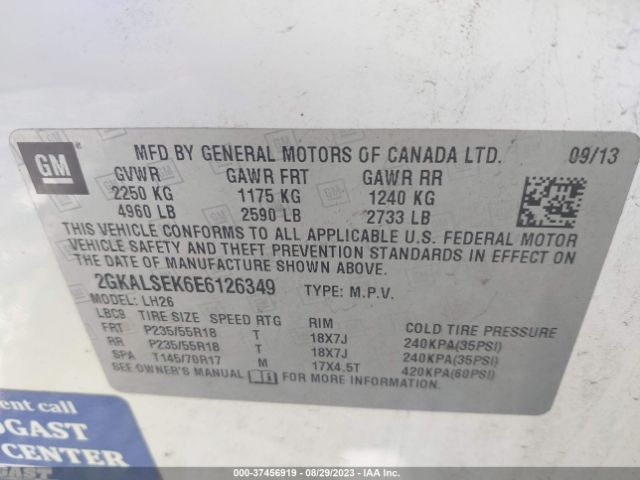 GM
MFD BY GENERAL MOTORS OF CANADA LTD. 09/13
GVWR GAWR FRT GAWR RR
2250 KG 1175 KG 1240 KG
4960 LB 2590 LB 2733 LB
THIS VEHICLE CONFORMS TO ALL APPLICABLE U.S. FEDERAL MOTOR
VEHICLE SAFETY AND THEFT PREVENTION STANDARDS IN EFFECT ON
THE DATE OF MANUFACTURE SHOWN ABOVE.
2GKALSEK6E6126349 TYPE: M.P.V.
MODEL: LH26
LBC9 TIRE SIZE SPEED RTG RIM COLD TIRE PRESSURE
FRT P235/55R18 T 18X7J 240KPA(35PSI)
RR P235/55R18 T 18X7J 240KPA(35PSI)
SPA T145/70R17 M 17X4.5T 420KPA(60PSI)
SEE OWNER'S MANUAL FOR MORE INFORMATION.
ent call
OGAST
CENTER
GAST
000-37456919 - 08/29/2023 - IAA Inc.